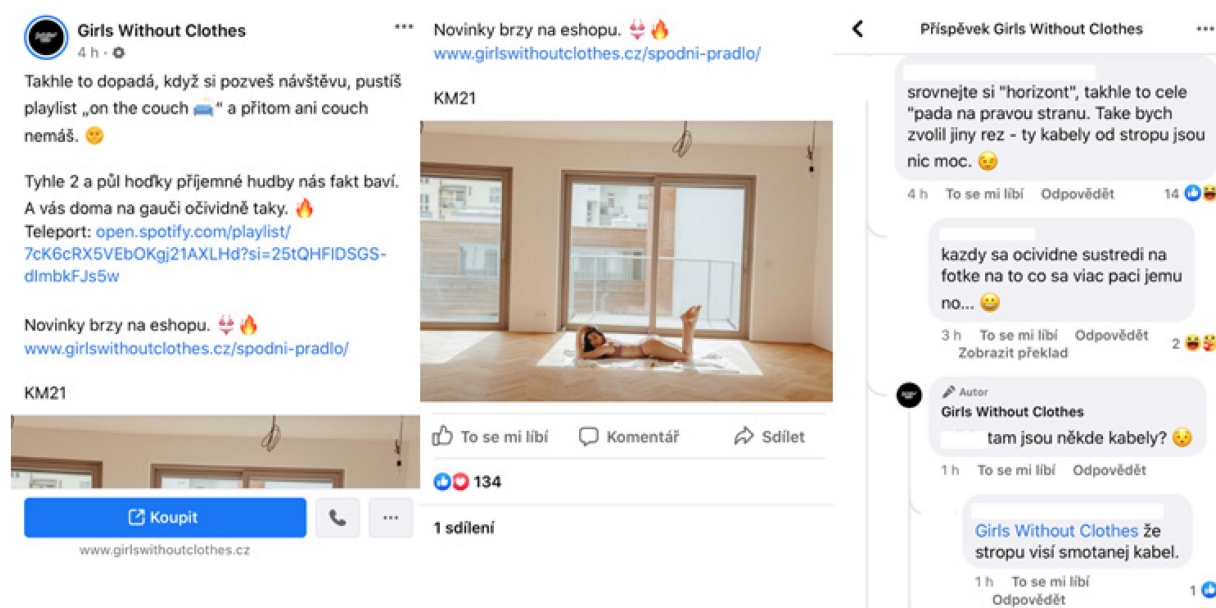 Girls Without Clothes
4 h
Takhle to dopadá, když si pozveš návštěvu, pustíš
playlist „on the couch 🛋️“ a přitom ani couch
nemáš. 🌝
Tyhle 2 a půl hoďky příjemné hudby nás fakt baví.
A vás doma na gauči očividně taky. 🔥
Teleport: open.spotify.com/playlist/
7cK6cRX5VEbOKgj21AXLHd?si=25tQHFIDSGS-
dImbkFJs5w
Novinky brzy na eshopu. 👙🔥
www.girlswithoutclothes.cz/spodni-pradlo/
KM21
Koupit
www.girlswithoutclothes.cz
Novinky brzy na eshopu. 👙🔥
www.girlswithoutclothes.cz/spodni-pradlo/
KM21
To se mi líbí Komentář Sdílet
134
1 sdílení
Příspěvek Girls Without Clothes
srovnejte si "horizont", takhle to cele
"pada na pravou stranu. Take bych
zvolil jiny rez - ty kabely od stropu jsou
nic moc. 😉
4 h To se mi líbí Odpovědět 14
kazdy sa ocividne sustredi na
fotke na to co sa viac paci jemu
no... 😀
3 h To se mi líbí Odpovědět 2
Zobrazit překlad
Autor
Girls Without Clothes
tam jsou někde kabely? 😯
1 h To se mi líbí Odpovědět
Girls Without Clothes že
stropu visí smotanej kabel.
1 h To se mi líbí 1
Odpovědět